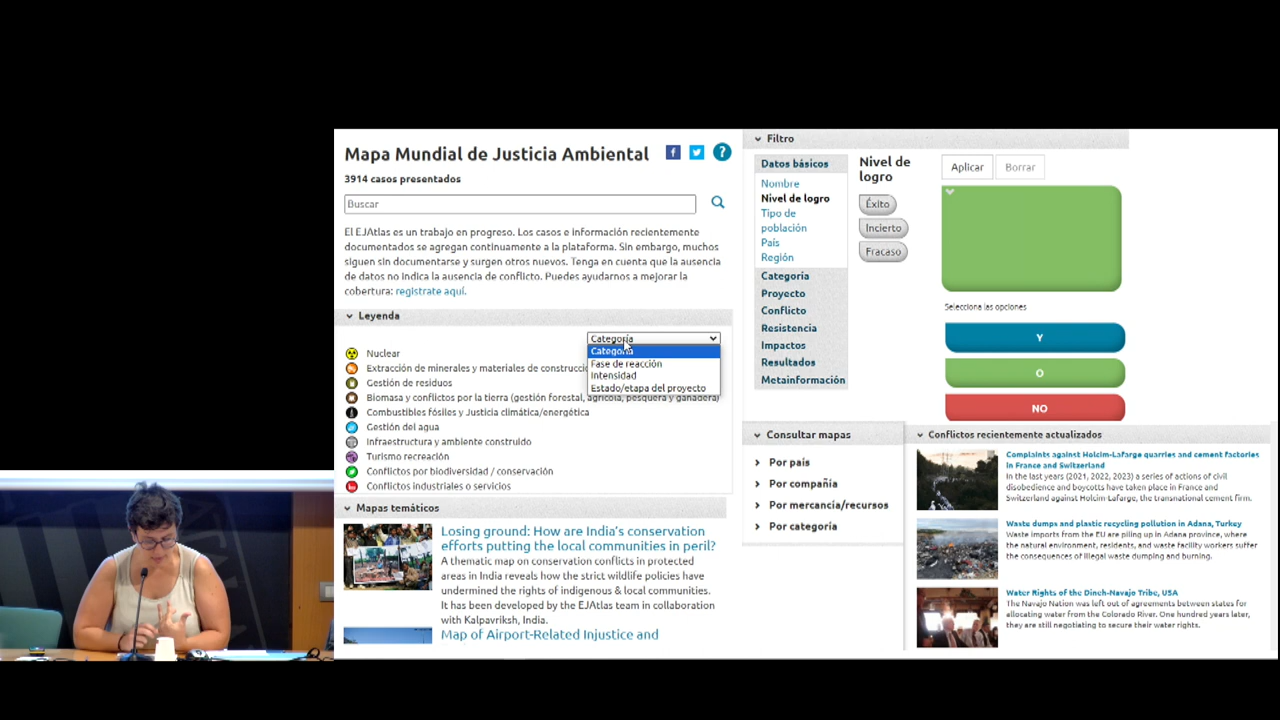 Mapa Mundial de Justicia Ambiental
f
?
3914 casos presentados
Buscar
El EJAtlas es un trabajo en progreso. Los casos e información recientemente
documentados se agregan continuamente a la plataforma. Sin embargo, muchos
siguen sin documentarse y surgen otros nuevos. Tenga en cuenta que la ausencia
de datos no indica la ausencia de conflicto. Puedes ayudarnos a mejorar la
cobertura: registrate aquí.
Leyenda
Categoría
Categoría
Fase de reacción
Intensidad
Estado/etapa del proyecto
Nuclear
Extracción de minerales y materiales de construcció
Gestión de residuos
Biomasa y conflictos por la tierra (gestión forestal, agrícola, pesquera y ganadera)
Combustibles fósiles y Justicia climática/energética
Gestión del agua
Infraestructura y ambiente construido
Turismo recreación
Conflictos por biodiversidad / conservación
Conflictos industriales o servicios
Mapas temáticos
Losing ground: How are India's conservation
efforts putting the local communities in peril?
A thematic map on conservation conflicts in protected
areas in India reveals how the strict wildlife policies have
undermined the rights of indigenous & local communities.
It has been developed by the EJAtlas team in collaboration
with Kalpavriksh, India.
Map of Airport-Related Injustice and
Filtro
Datos básicos
Nombre
Nivel de logro
Tipo de
población
País
Región
Categoría
Proyecto
Conflicto
Resistencia
Impactos
Resultados
Metainformación
Nivel de
logro
Éxito
Incierto
Fracaso
Aplicar
Borrar
Selecciona las opciones
Y
O
NO
Consultar mapas
Por país
Por compañia
Por mercancía/recursos
Por categoría
Conflictos recientemente actualizados
Complaints against Holcim-Lafarge quarries and cement factories
in France and Switzerland
In the last years (2021, 2022, 2023) a series of actions of civil
disobedience and boycotts have taken place in France and
Switzerland against Holcim-Lafarge, the transnational cement firm.
Waste dumps and plastic recycling pollution in Adana, Turkey
Waste imports from the EU are piling up in Adana province, where
the natural environment, residents, and waste facility workers suffer
the consequences of illegal waste dumping and burning.
Water Rights of the Dineh-Navajo Tribe, USA
The Navajo Nation was left out of agreements between states for
allocating water from the Colorado River. One hundred years later,
they are still negotiating to secure their water rights.